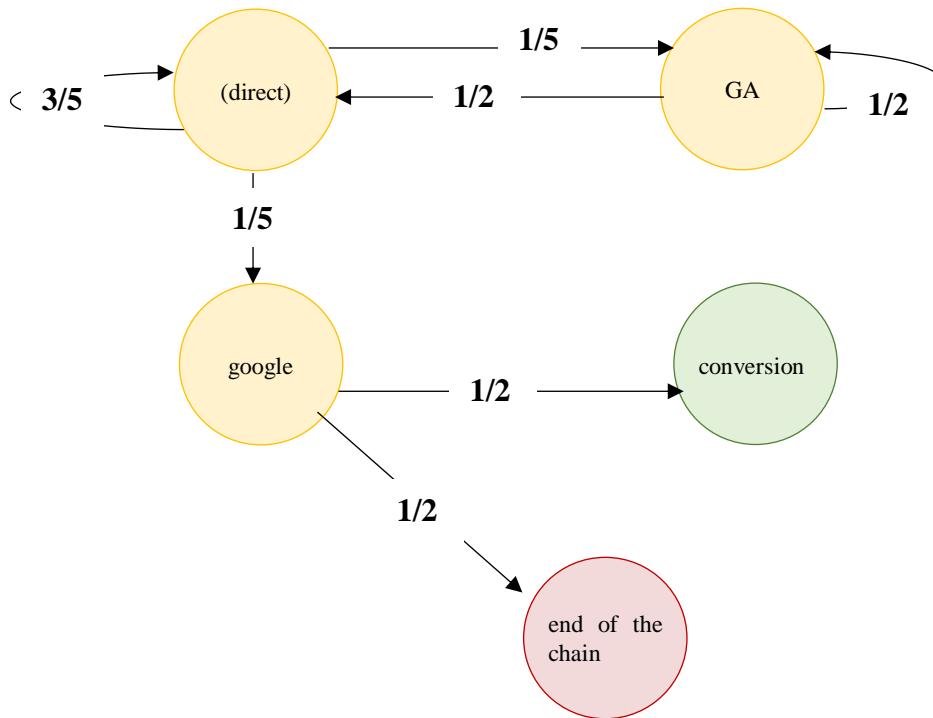 1/5
3/5
(direct)
1/2
GA
1/2
1/5
google
1/2
conversion
1/2
end of the
chain